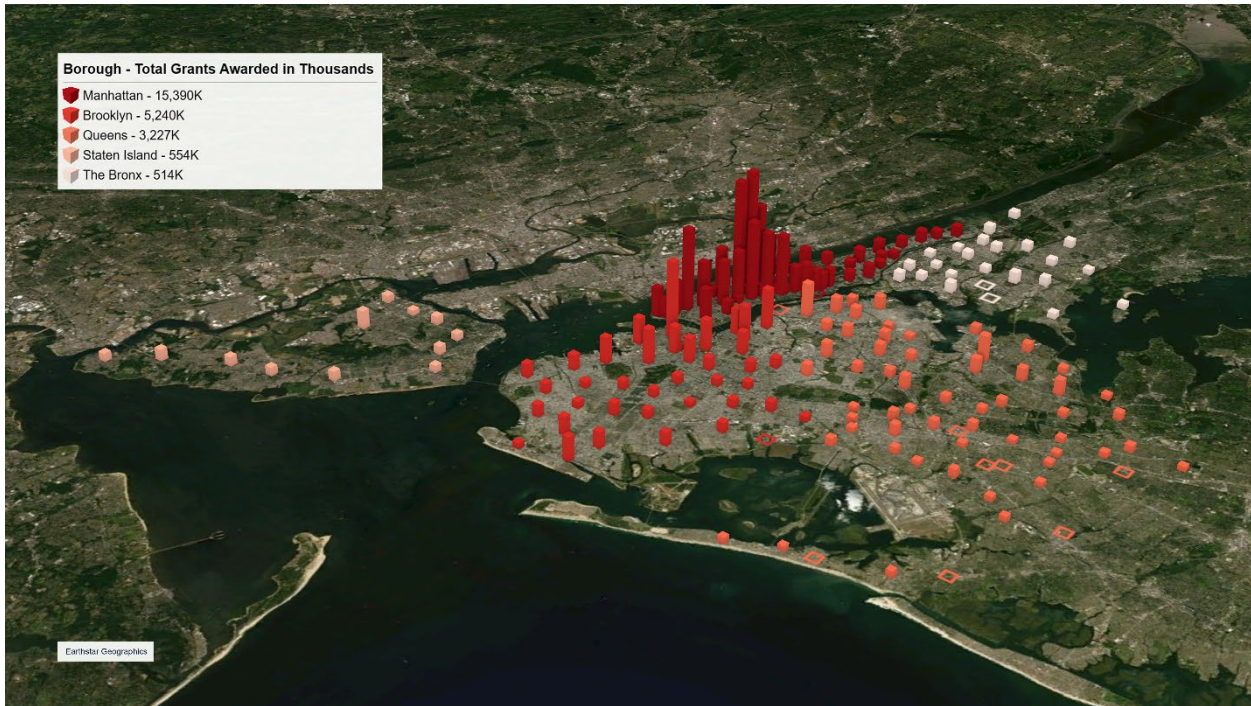 Borough - Total Grants Awarded in Thousands
Manhattan - 15,390K
Brooklyn - 5,240K
Queens - 3,227K
Staten Island - 554K
The Bronx - 514K
Earthstar Geographics